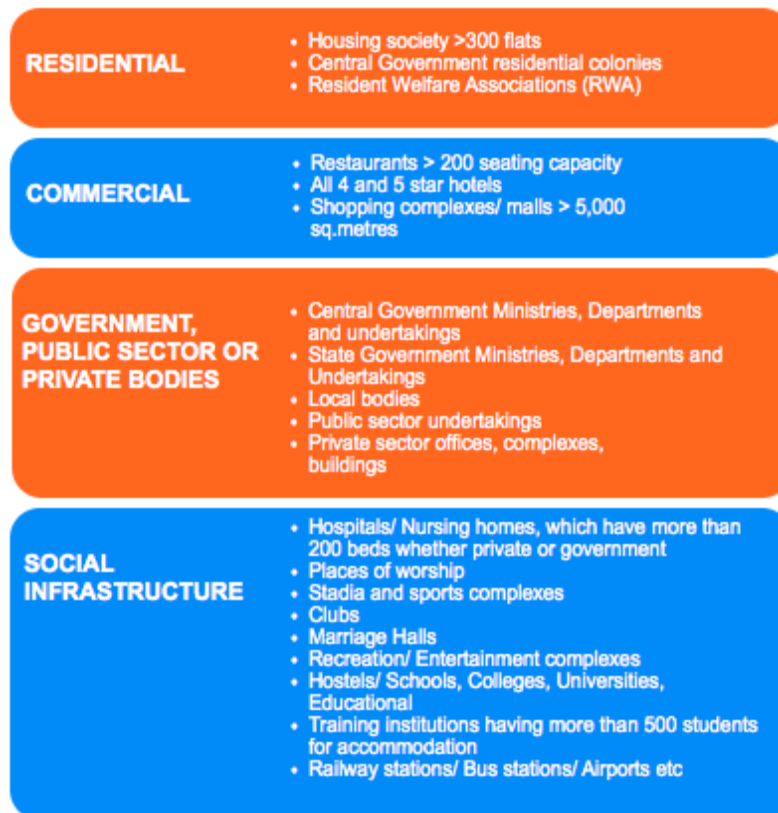 RESIDENTIAL
• Housing society >300 flats
• Central Government residential colonies
• Resident Welfare Associations (RWA)
COMMERCIAL
• Restaurants > 200 seating capacity
• All 4 and 5 star hotels
• Shopping complexes/ malls > 5,000
sq.metres
GOVERNMENT,
PUBLIC SECTOR OR
PRIVATE BODIES
• Central Government Ministries, Departments
and undertakings
• State Government Ministries, Departments and
Undertakings
• Local bodies
• Public sector undertakings
• Private sector offices, complexes,
buildings
SOCIAL
INFRASTRUCTURE
• Hospitals/ Nursing homes, which have more than
200 beds whether private or government
• Places of worship
• Stadia and sports complexes
• Clubs
• Marriage Halls
• Recreation/ Entertainment complexes
• Hostels/ Schools, Colleges, Universities,
Educational
• Training institutions having more than 500 students
for accommodation
• Railway stations/ Bus stations/ Airports etc